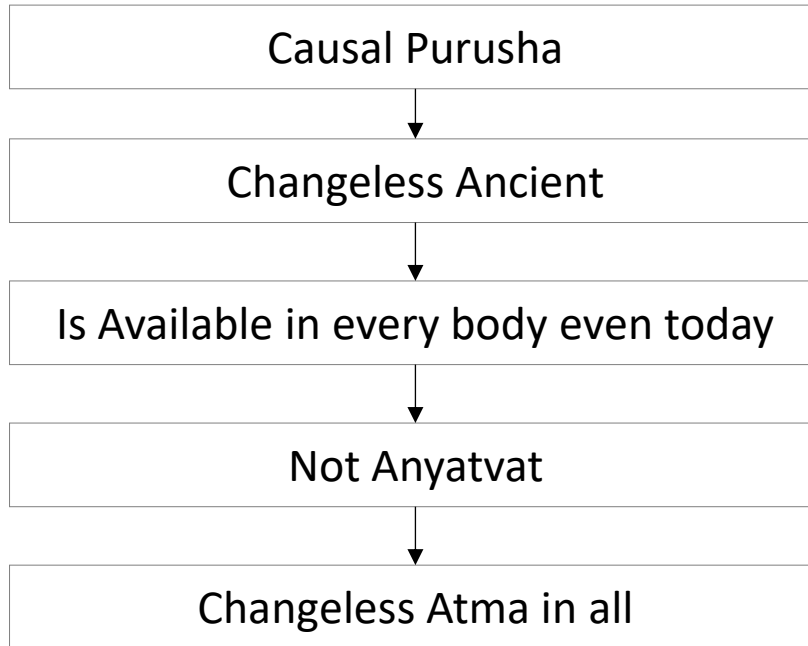 Causal Purusha
Changeless Ancient
Is Available in every body even today
Not Anyatvat
Changeless Atma in all